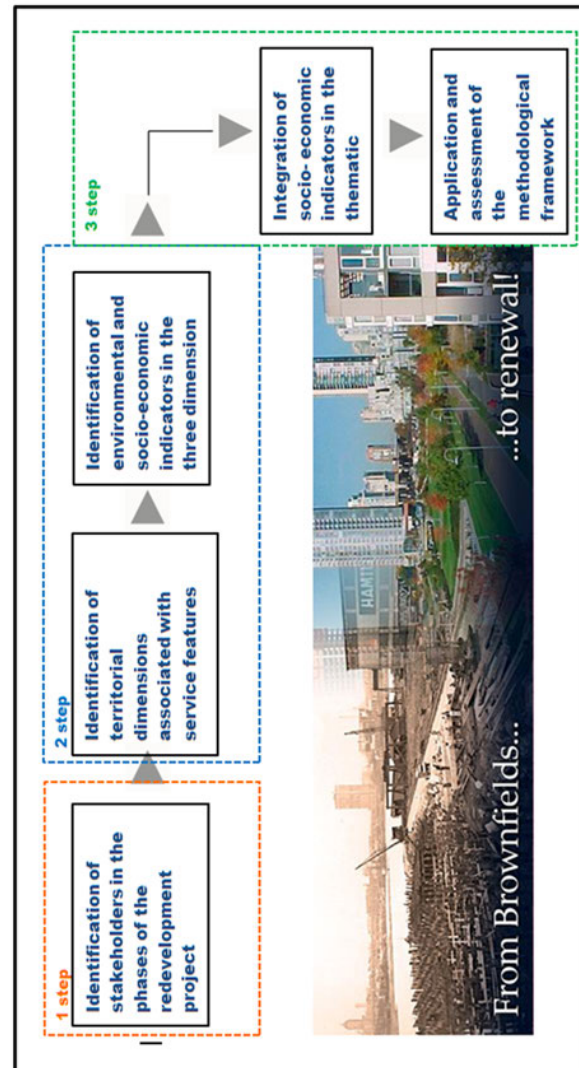 1 step
Identification of
stakeholders in the
phases of the
redevelopment
project
2 step
Identification of
territorial
dimensions
associated with
service features
Identification of
environmental and
socio-economic
indicators in the
three dimension
3 step
Integration of
socio- economic
indicators in the
thematic
Application and
assessment of
the
methodological
framework
From Brownfields...
...to renewal!